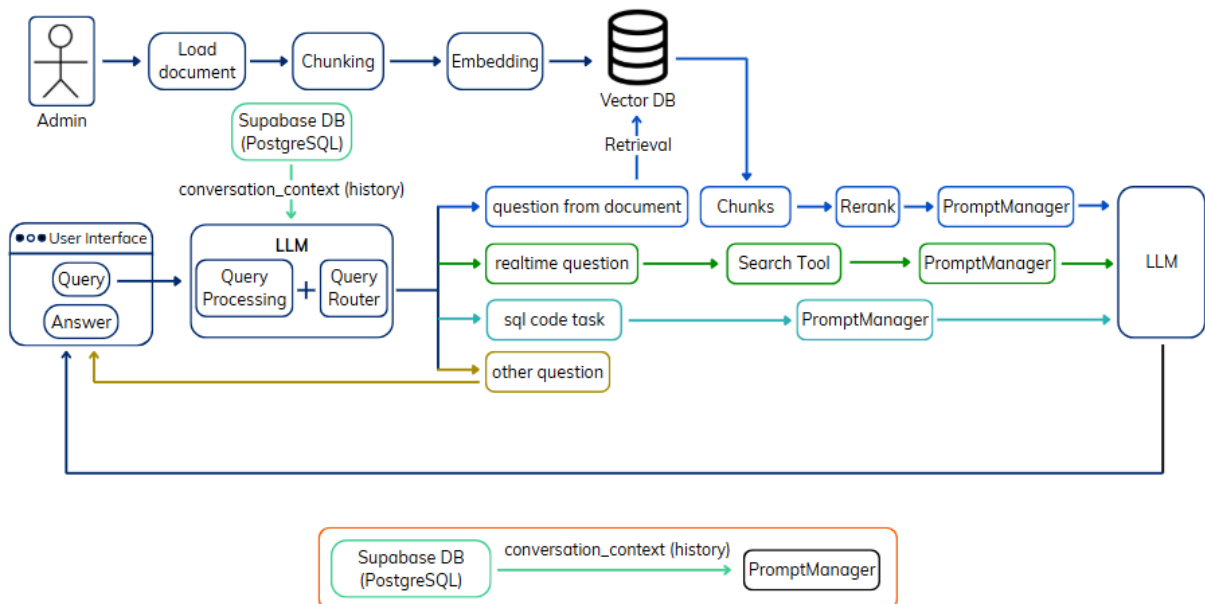 Admin
Load
document
Chunking
Embedding
Vector DB
Supabase DB
(PostgreSQL)
conversation_context (history)
Retrieval
User Interface
Query
Answer
LLM
Query
Processing
+
Query
Router
question from document
Chunks
Rerank
PromptManager
realtime question
Search Tool
PromptManager
sql code task
PromptManager
other question
LLM
Supabase DB
(PostgreSQL)
conversation_context (history)
PromptManager